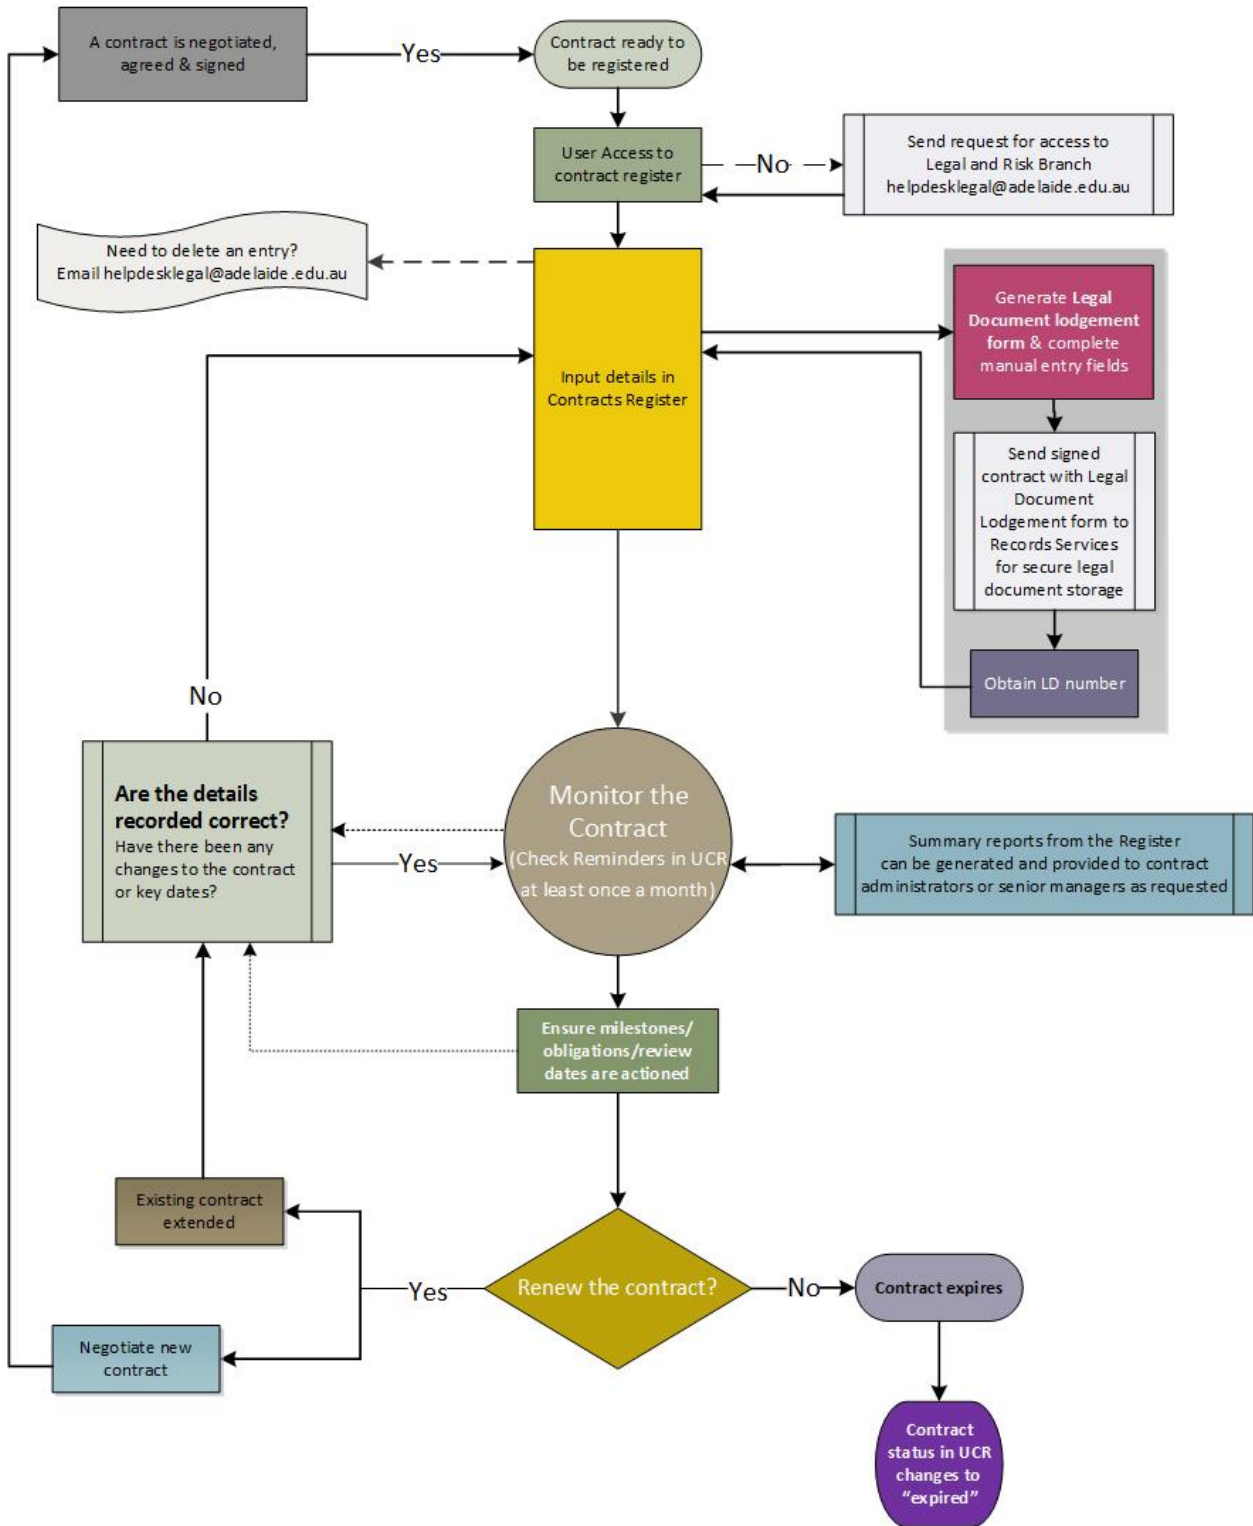 A contract is negotiated,
agreed & signed
Yes
Contract ready to
be registered
User Access to
contract register
No
Send request for access to
Legal and Risk Branch
helpdesklegal@adelaide.edu.au
Need to delete an entry?
Email helpdesklegal@adelaide.edu.au
Input details in
Contracts Register
Generate Legal
Document lodgement
form & complete
manual entry fields
Send signed
contract with Legal
Document
Lodgement form to
Records Services
for secure legal
document storage
Obtain LD number
No
Are the details
recorded correct?
Have there been any
changes to the contract
or key dates?
Yes
Monitor the
Contract
(Check Reminders in UCR
at least once a month)
Summary reports from the Register
can be generated and provided to contract
administrators or senior managers as requested
Ensure milestones/
obligations/review
dates are actioned
Existing contract
extended
Renew the contract?
Yes
No
Contract expires
Negotiate new
contract
Contract
status in UCR
changes to
“expired”